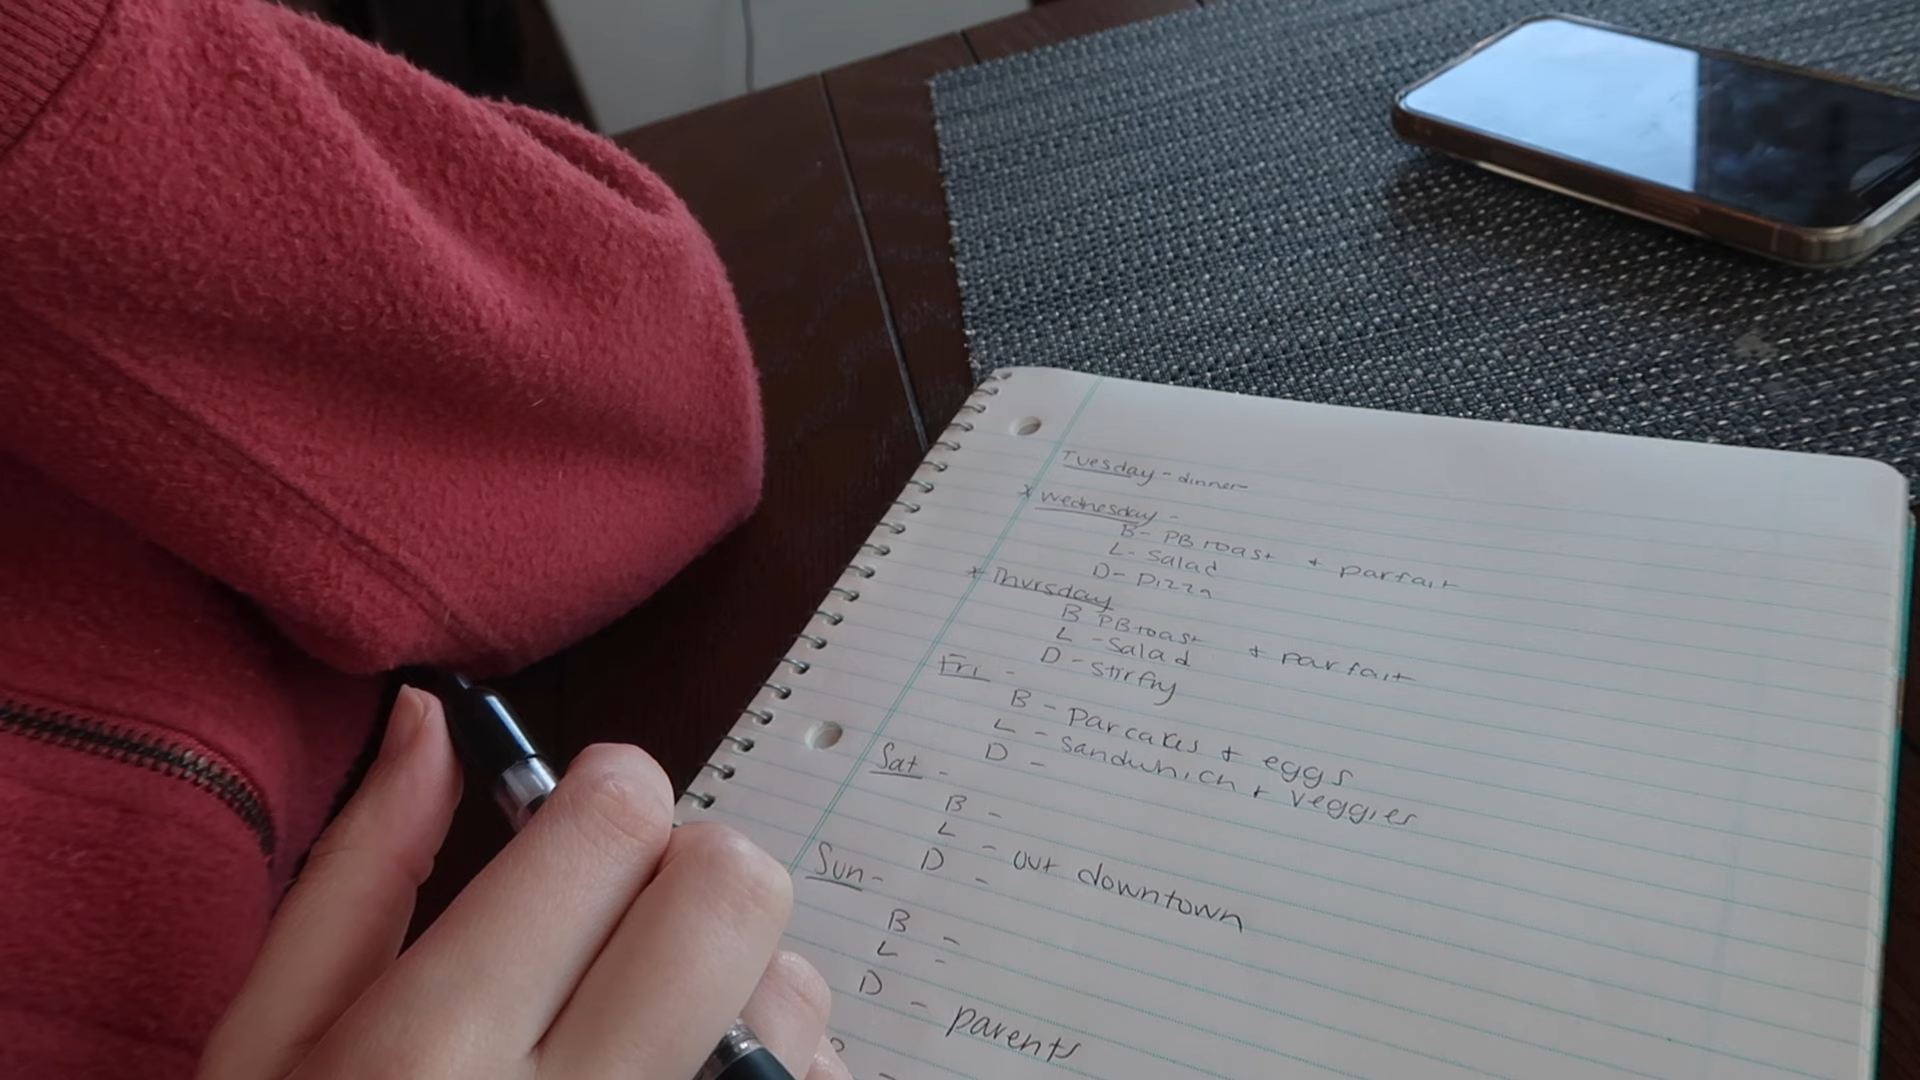 Tuesday - dinner
* Wednesday -
B - PB toast + parfait
L - Salad
D - Pizza
* Thursday
B PB toast + parfait
L - Salad
D - Stirfry
Fri -
B - pancakes + eggs
L - Sandwhich + veggies
D -
Sat -
B -
L - out downtown
D -
Sun -
B -
L -
D - parents
B -